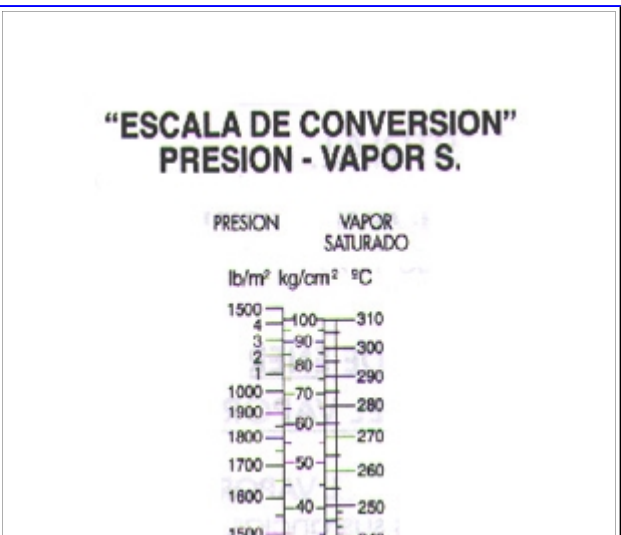 “ESCALA DE CONVERSION”
PRESION - VAPOR S.
PRESION VAPOR
SATURADO
lb/m² kg/cm² ºC
1500 100 310
4
3 90 300
2 80
1 290
1000 70 280
1900 60
1800 270
1700 50 260
1600 40 250
1500